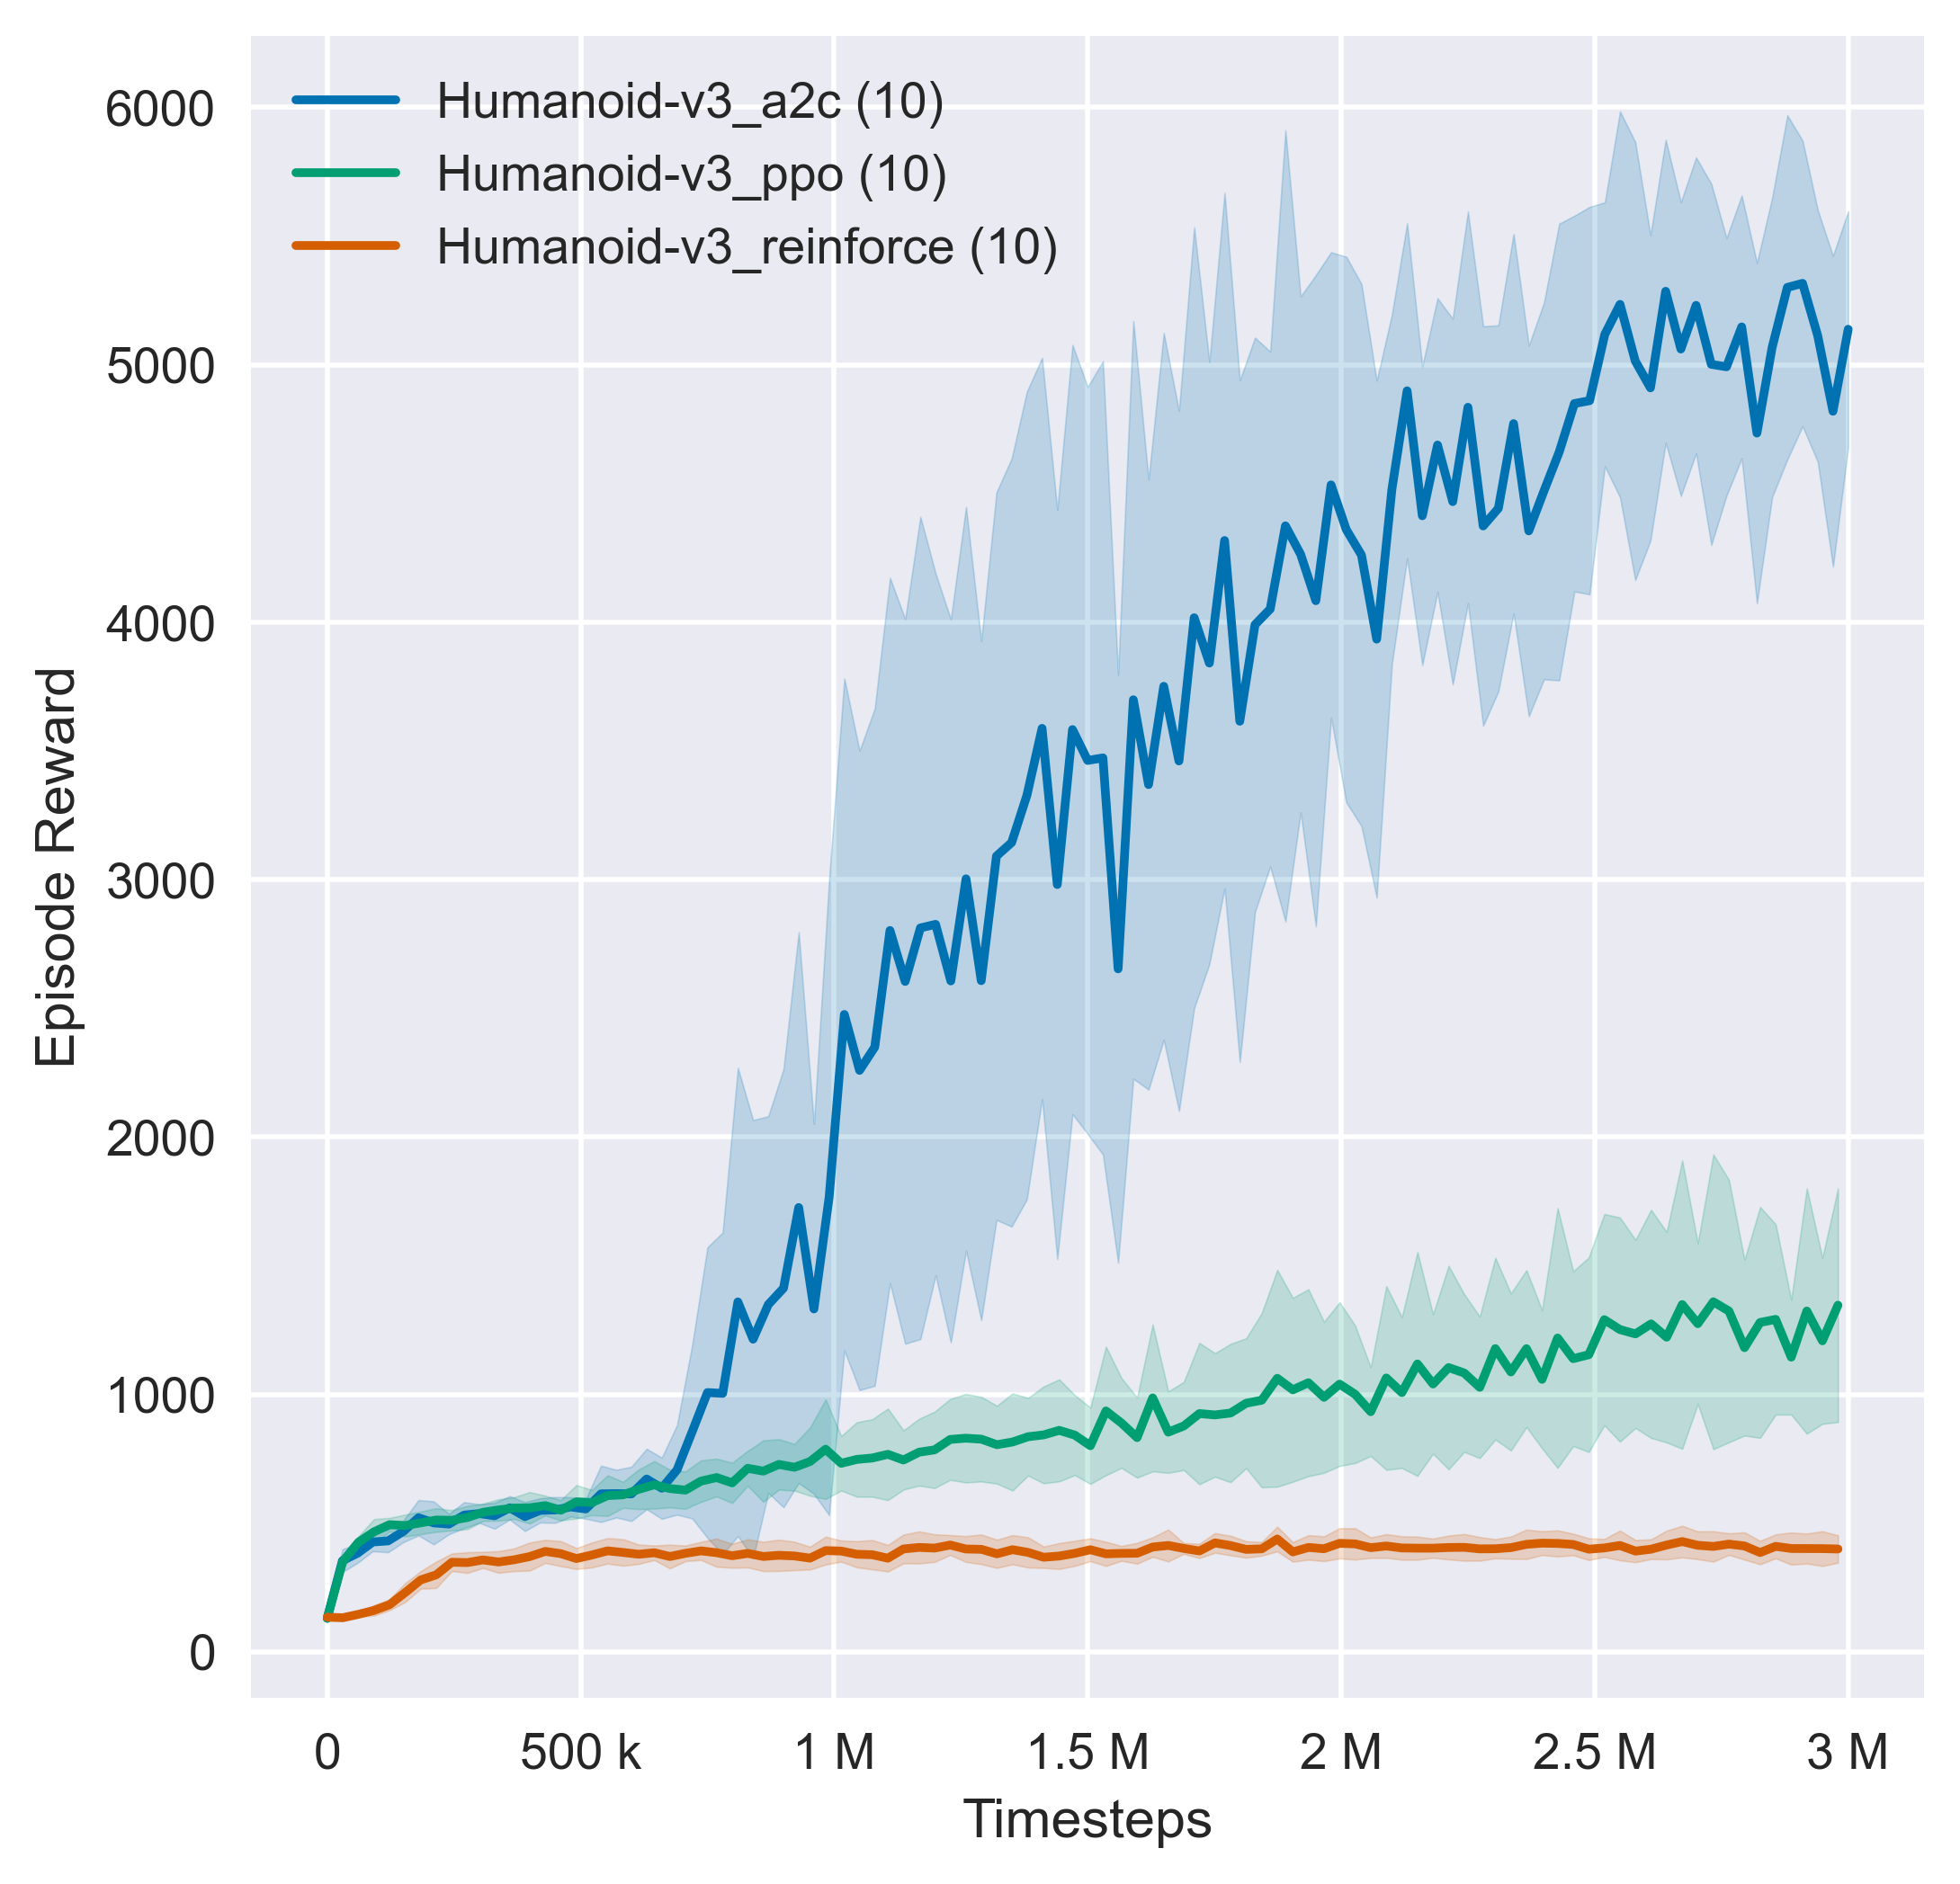 Humanoid-v3_a2c (10)
Humanoid-v3_ppo (10)
Humanoid-v3_reinforce (10)
6000
5000
4000
3000
2000
1000
0
Episode Reward
0 500 k 1 M 1.5 M 2 M 2.5 M 3 M
Timesteps